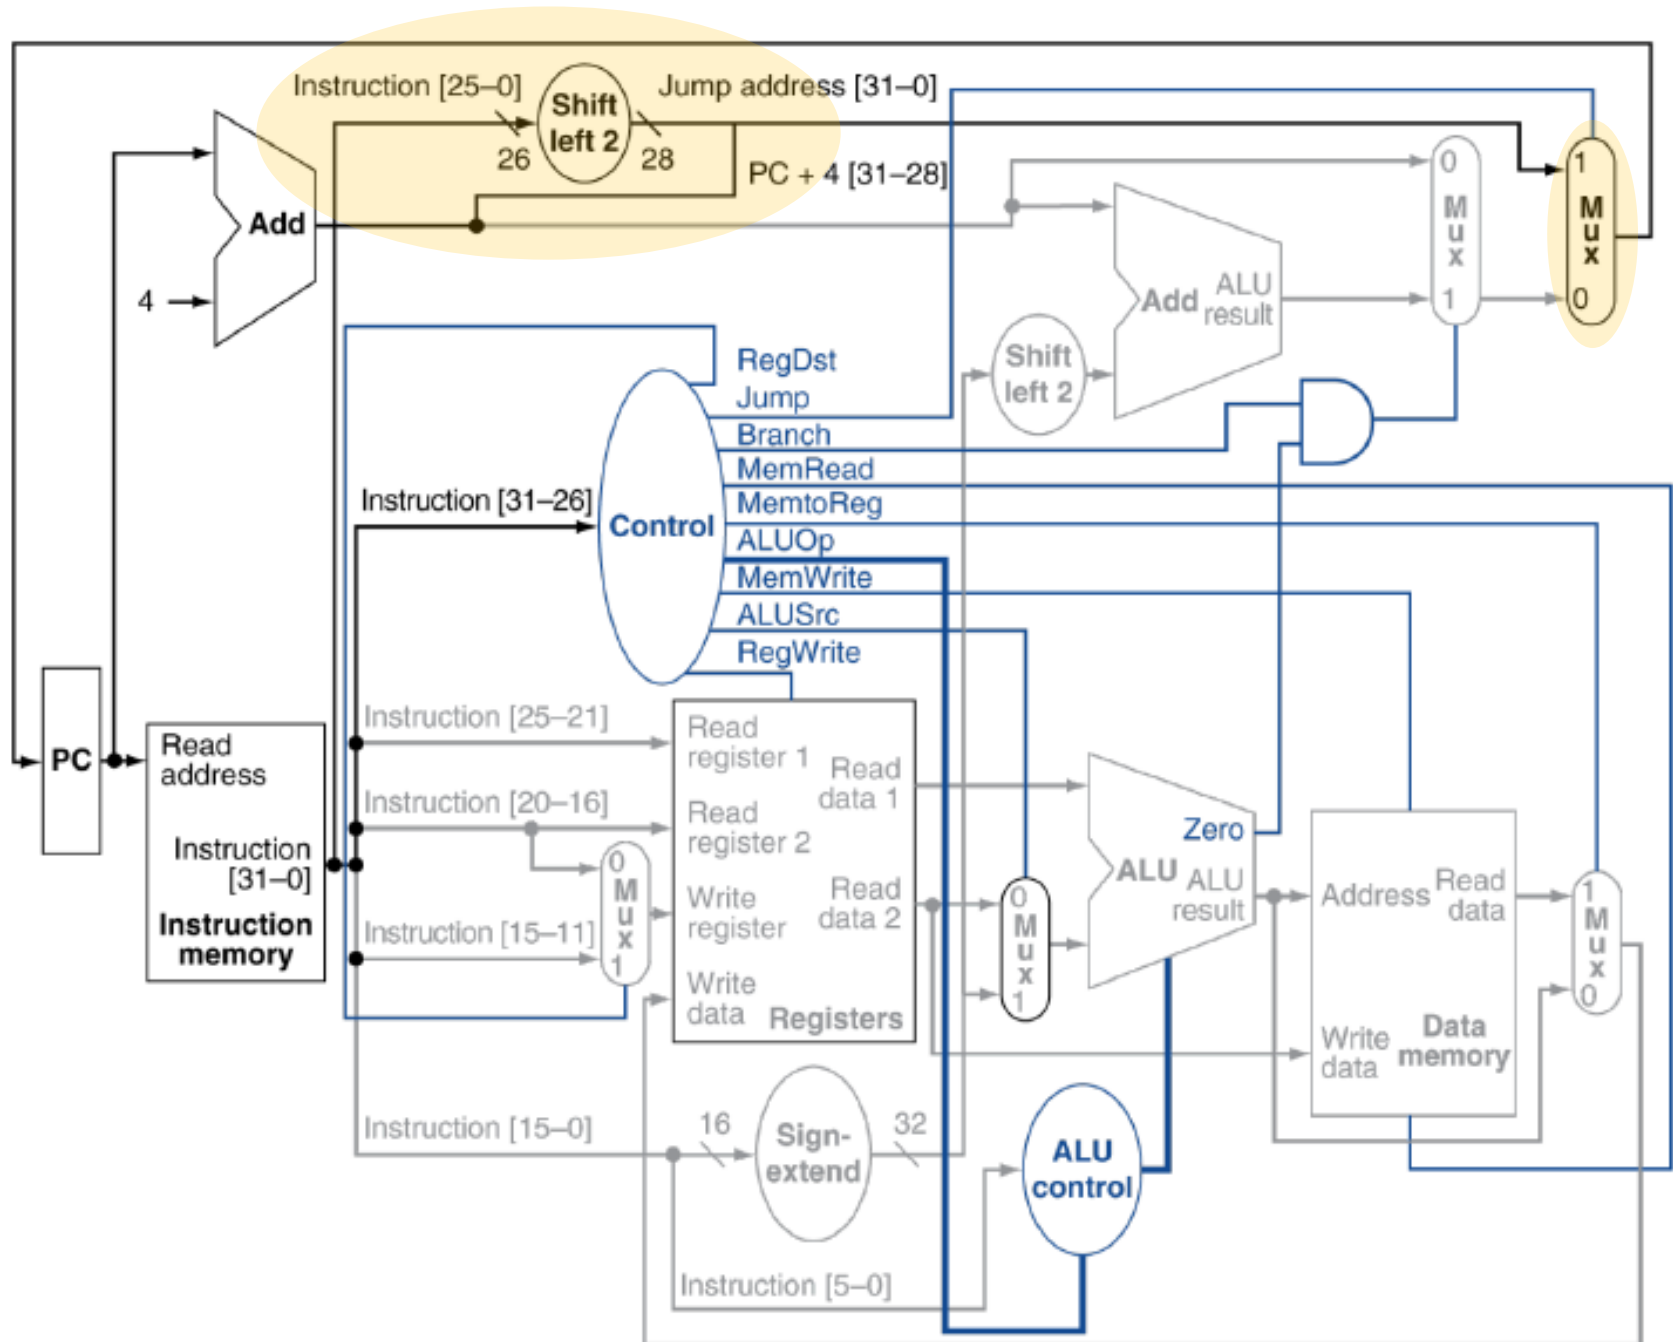 Instruction [25–0]
Shift
left 2
Jump address [31–0]
26
28
PC + 4 [31–28]
Add
4
0
M
u
x
1
1
M
u
x
0
Add
ALU
result
Shift
left 2
RegDst
Jump
Branch
MemRead
MemtoReg
ALUOp
MemWrite
ALUSrc
RegWrite
Instruction [31–26]
Control
PC
Read
address
Instruction
[31–0]
Instruction
memory
Instruction [25–21]
Instruction [20–16]
Instruction [15–11]
0
M
u
x
1
Read
register 1
Read
register 2
Write
register
Write
data
Read
data 1
Read
data 2
Registers
0
M
u
x
1
Zero
ALU
ALU
result
Address
Read
data
Write
data
Data
memory
1
M
u
x
0
Instruction [15–0]
16
Sign-
extend
32
ALU
control
Instruction [5–0]